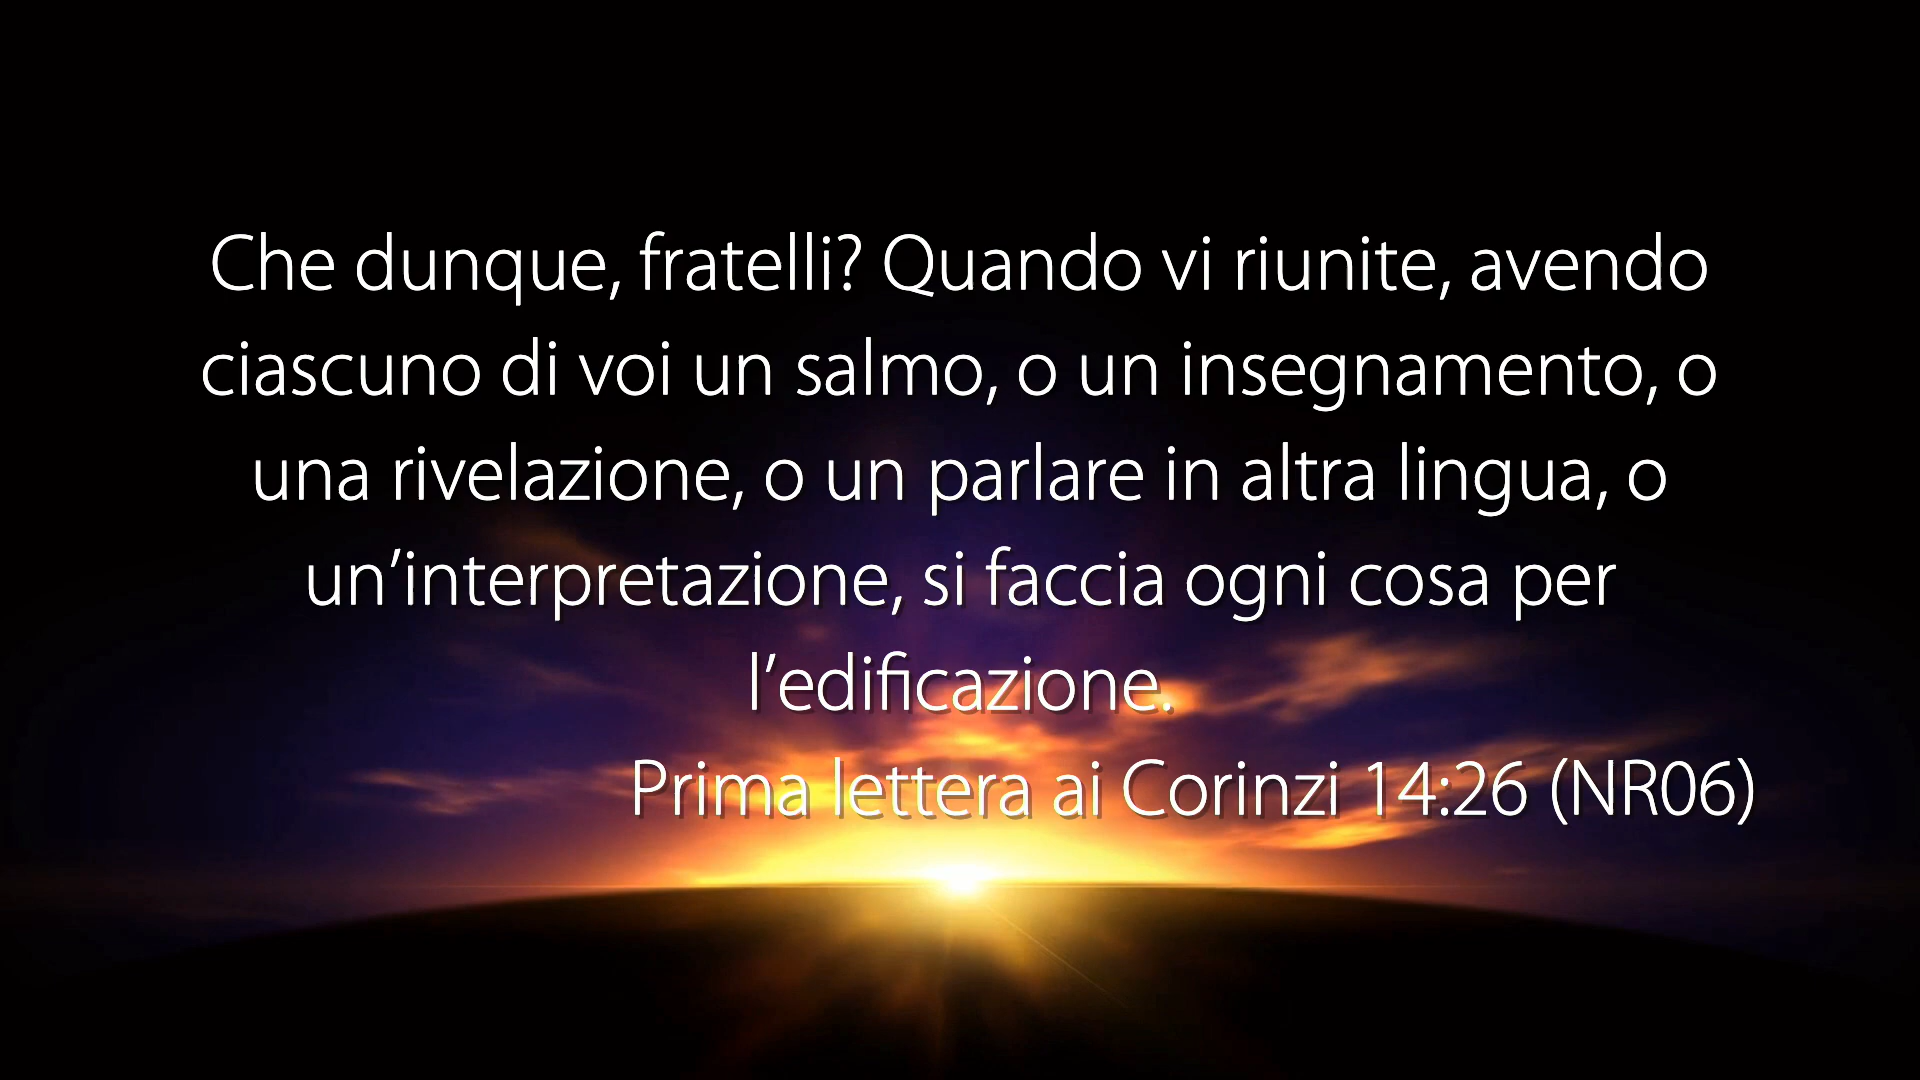 Che dunque, fratelli? Quando vi riunite, avendo
ciascuno di voi un salmo, o un insegnamento, o
una rivelazione, o un parlare in altra lingua, o
un’interpretazione, si faccia ogni cosa per
l’edificazione.
Prima lettera ai Corinzi 14:26 (NR06)